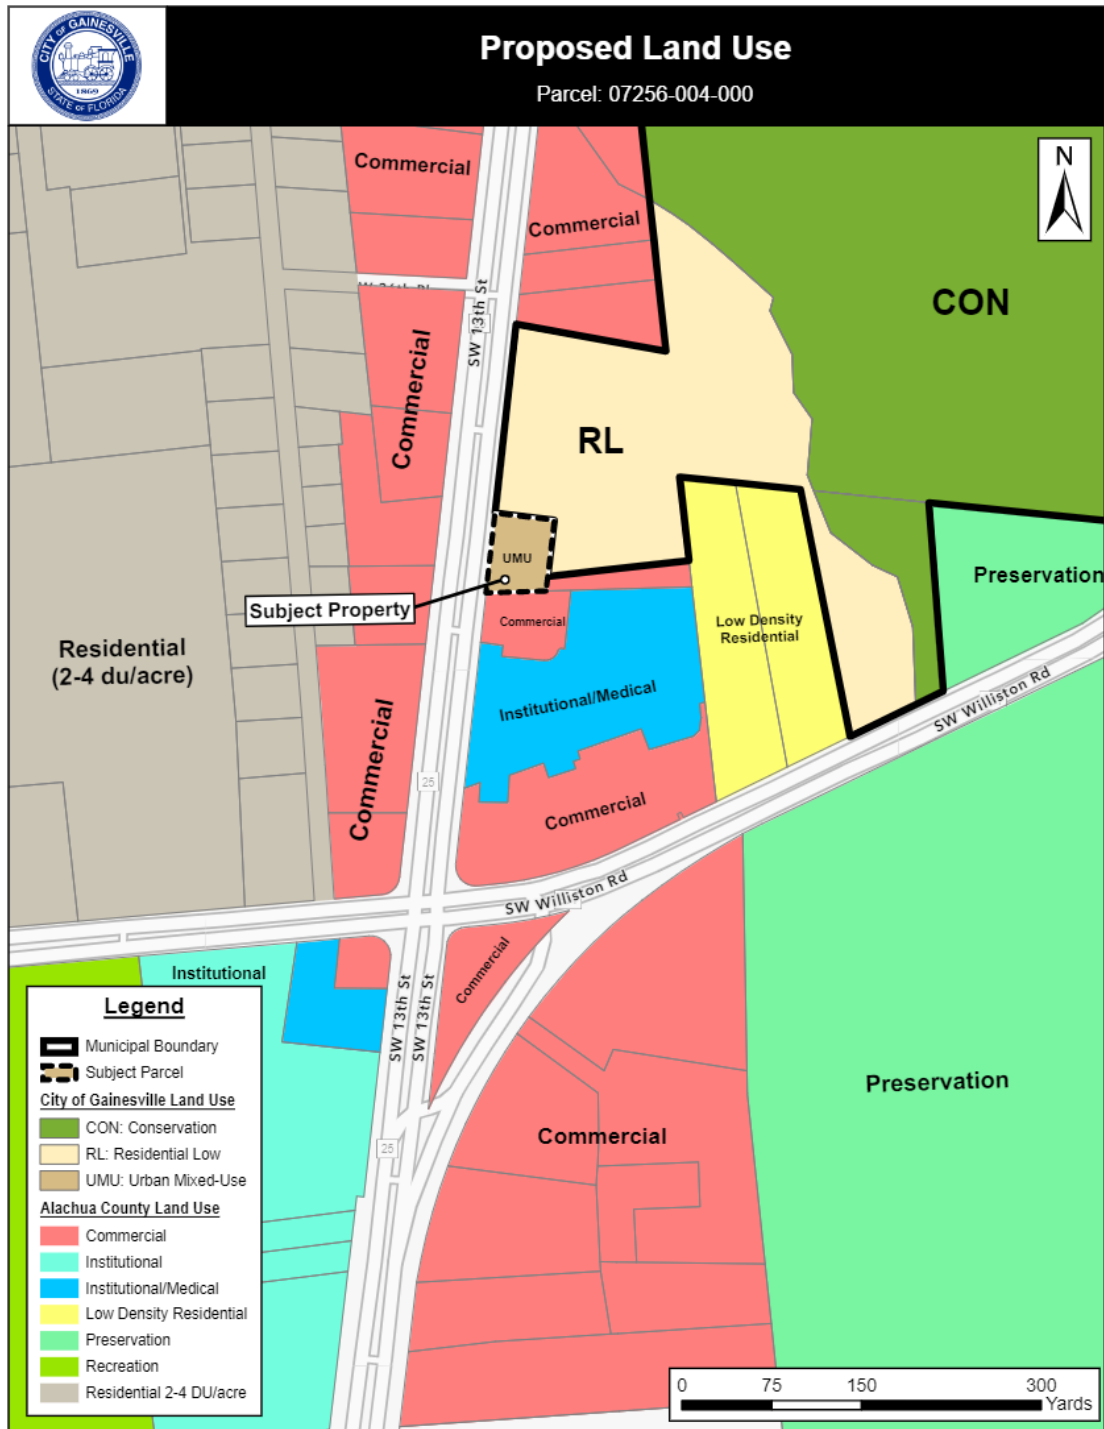 CITY OF GAINESVILLE
1869
STATE OF FLORIDA
Proposed Land Use
Parcel: 07256-004-000
N
Commercial
Commercial
CON
SW 13th St
Commercial
RL
UMU
Preservation
Subject Property
Commercial
Low Density
Residential
Residential
(2-4 du/acre)
Institutional/Medical
SW Williston Rd
Commercial
25
Commercial
SW Williston Rd
Institutional
Commercial
SW 13th St
SW 13th St
Preservation
Commercial
25
Legend
Municipal Boundary
Subject Parcel
City of Gainesville Land Use
CON: Conservation
RL: Residential Low
UMU: Urban Mixed-Use
Alachua County Land Use
Commercial
Institutional
Institutional/Medical
Low Density Residential
Preservation
Recreation
Residential 2-4 DU/acre
0 75 150 300
Yards